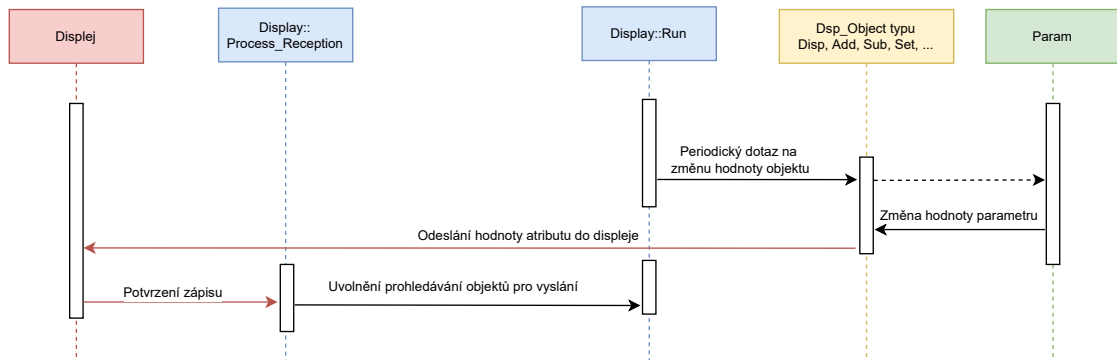 Displej
Display::
Process_Reception
Display::Run
Dsp_Object typu
Disp, Add, Sub, Set, ...
Param
Periodický dotaz na
změnu hodnoty objektu
Změna hodnoty parametru
Odeslání hodnoty atributu do displeje
Potvrzení zápisu
Uvolnění prohledávání objektů pro vyslání